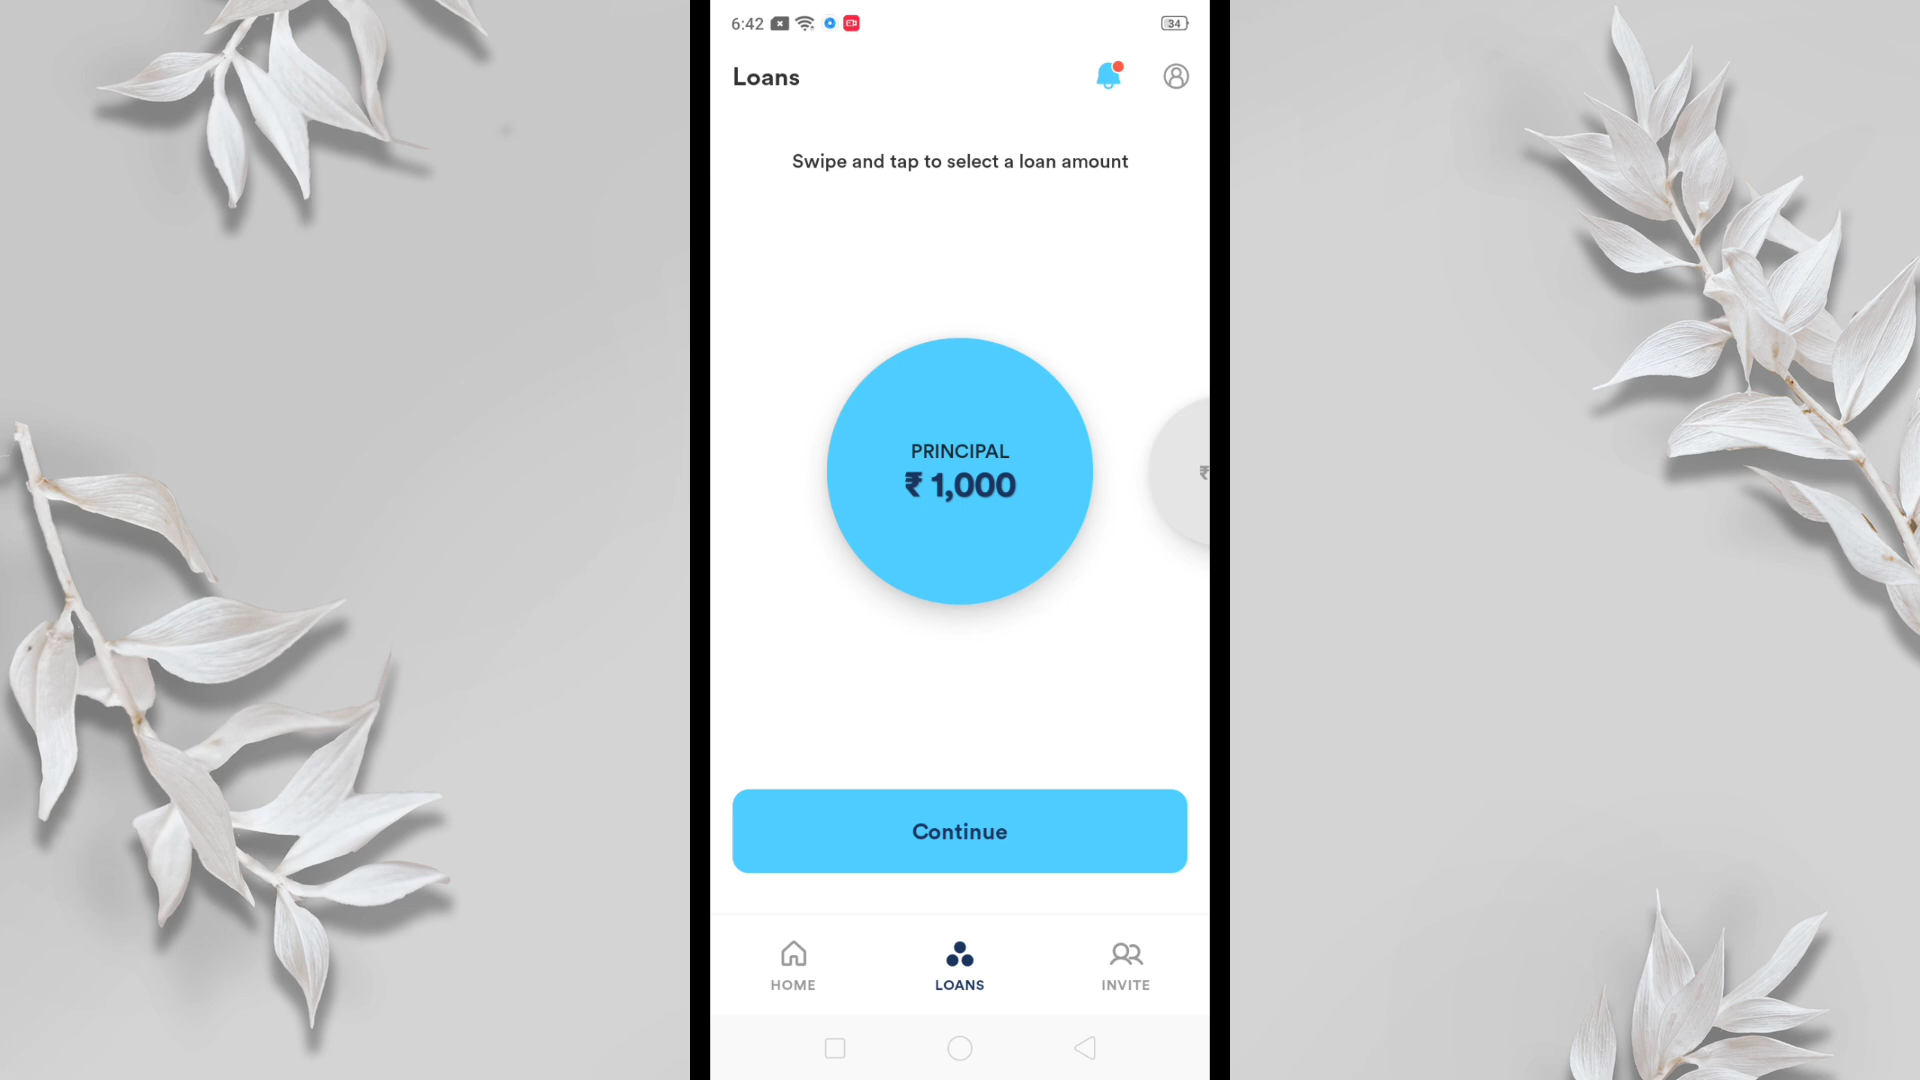 6:42
34
Loans
Swipe and tap to select a loan amount
PRINCIPAL
₹ 1,000
₹
Continue
HOME
LOANS
INVITE